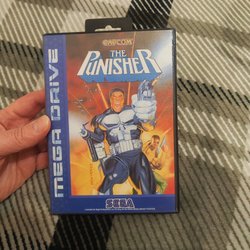 CAPCOM
THE
PUNISHER
MEGA DRIVE
SEGA